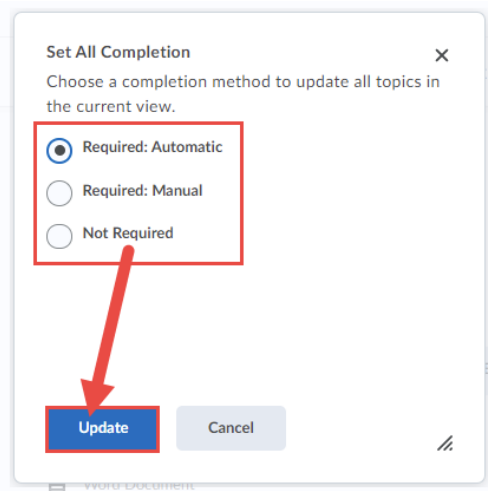 Set All Completion
Choose a completion method to update all topics in
the current view.
Required: Automatic
Required: Manual
Not Required
Update
Cancel
Word Document